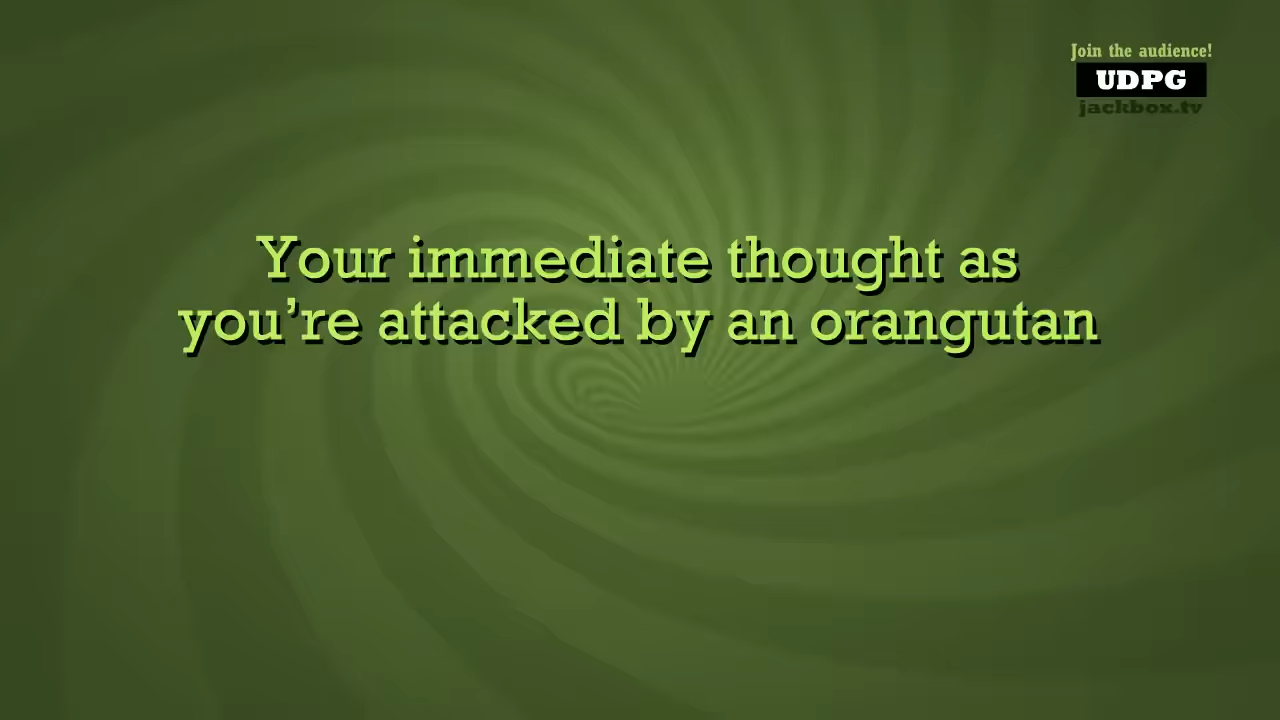 Join the audience!
UDPG
jackbox.tv
Your immediate thought as
you’re attacked by an orangutan